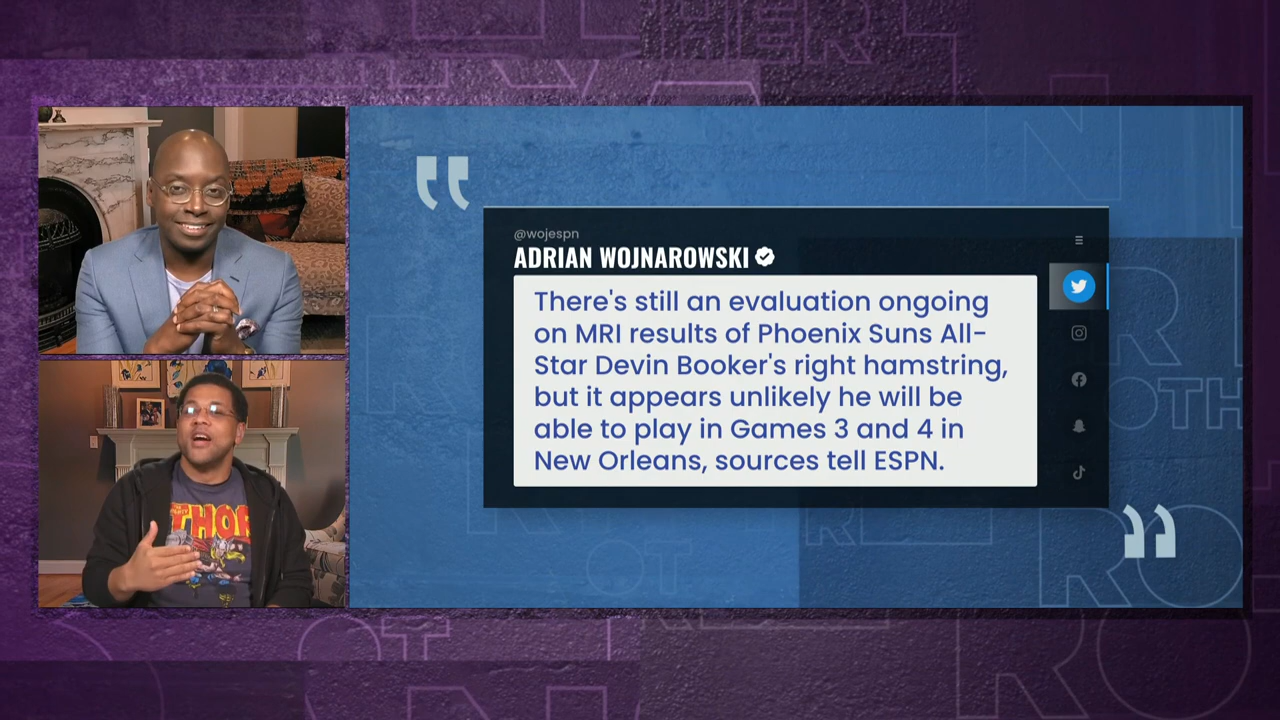 @wojespn
ADRIAN WOJNAROWSKI
There's still an evaluation ongoing
on MRI results of Phoenix Suns All-
Star Devin Booker's right hamstring,
but it appears unlikely he will be
able to play in Games 3 and 4 in
New Orleans, sources tell ESPN.
THOR